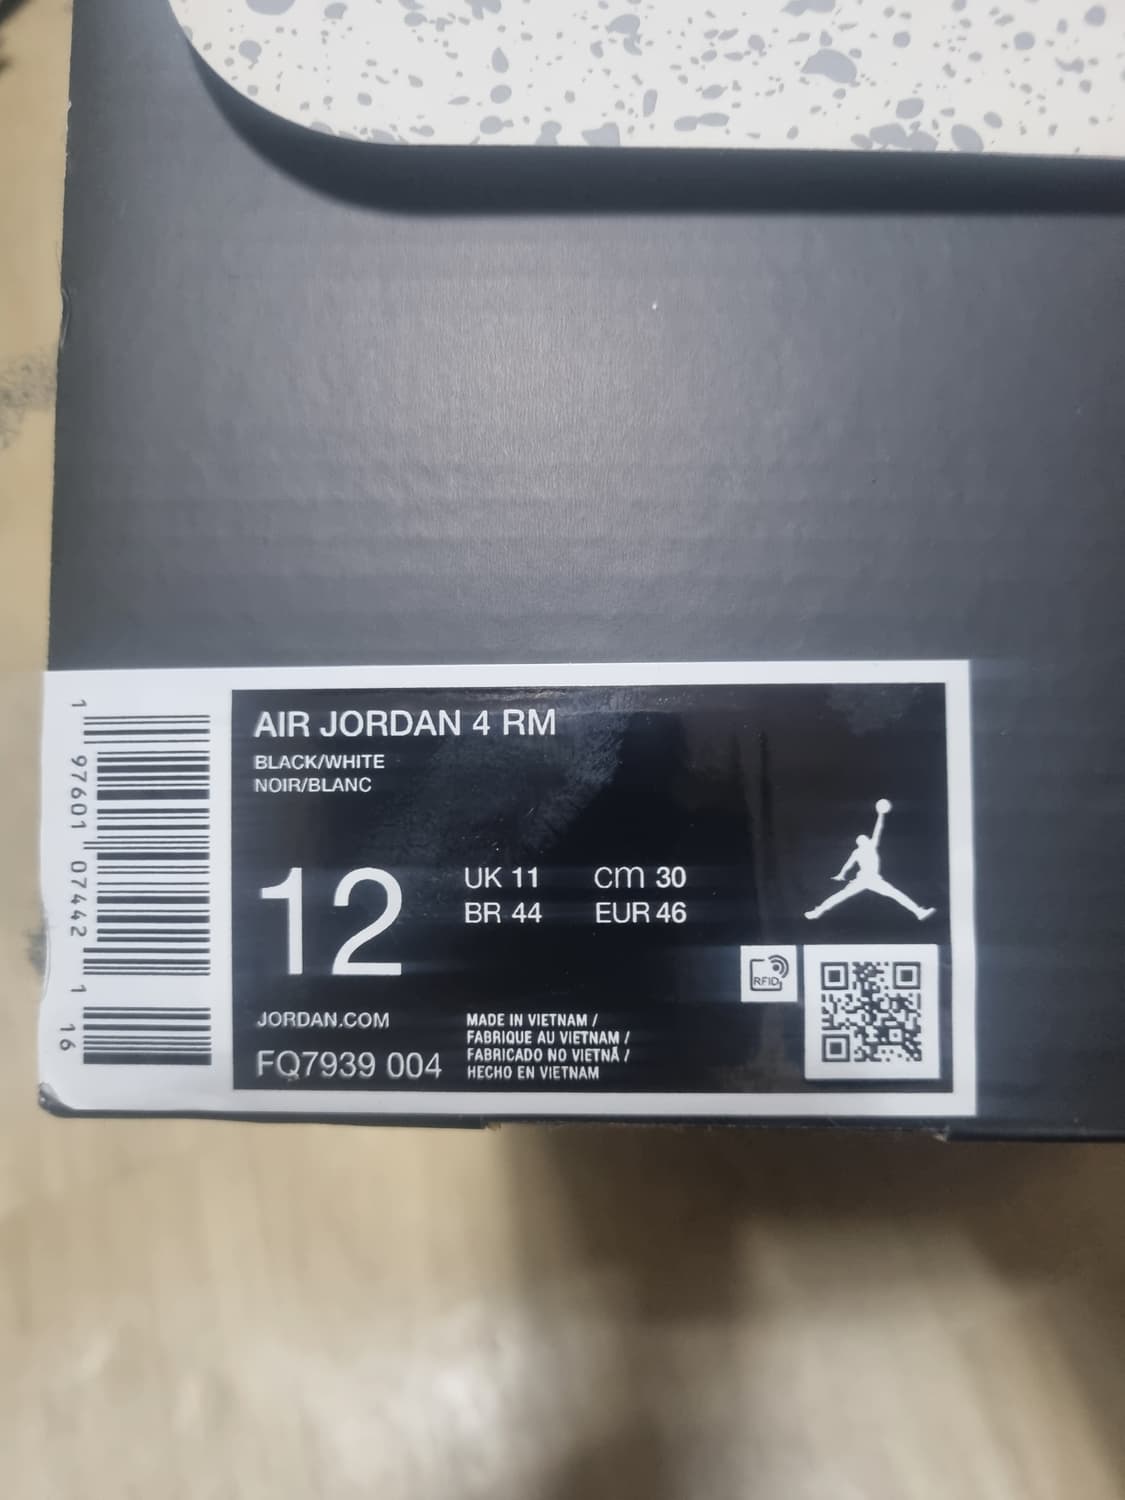 AIR JORDAN 4 RM
BLACK/WHITE
NOIR/BLANC
12
UK 11
cm 30
BR 44
EUR 46
RFID
JORDAN.COM
FQ7939 004
MADE IN VIETNAM /
FABRIQUE AU VIETNAM /
FABRICADO NO VIETNÃ /
HECHO EN VIETNAM
1 97601 07442 1 16